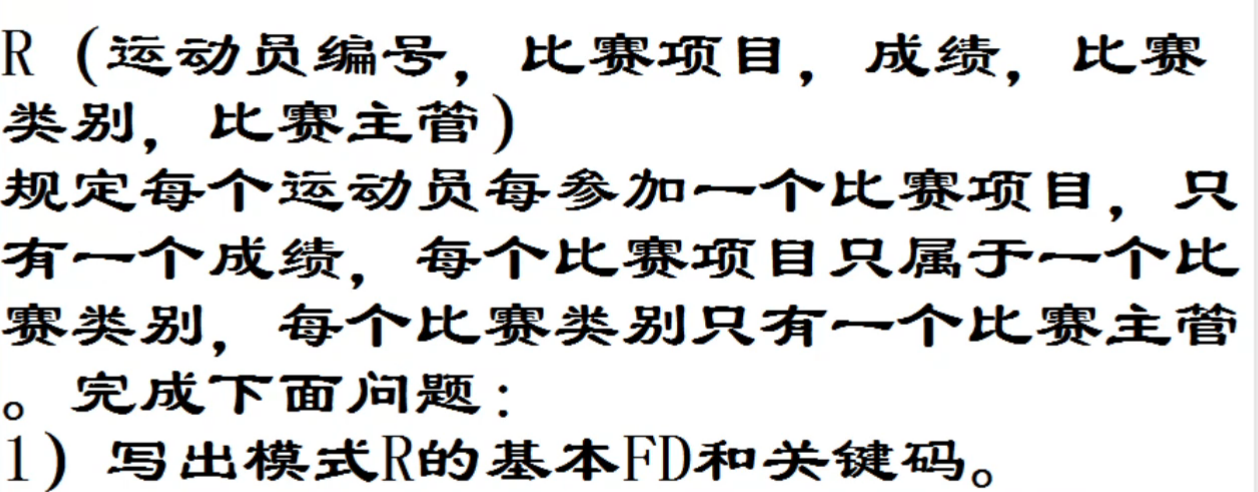 R（运动员编号，比赛项目，成绩，比赛
类别，比赛主管）
规定每个运动员每参加一个比赛项目，只
有一个成绩，每个比赛项目只属于一个比
赛类别，每个比赛类别只有一个比赛主管
。完成下面问题：
1）写出模式R的基本FD和关键码。